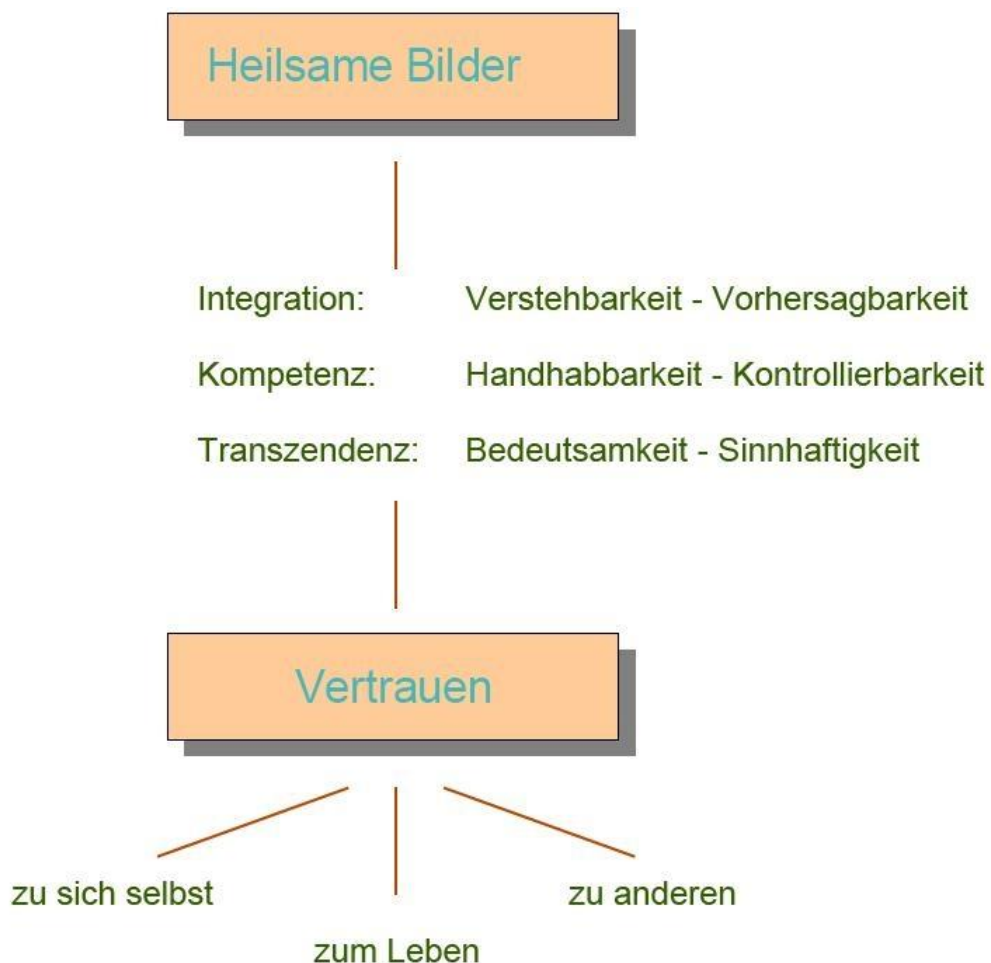 Heilsame Bilder
Integration: Verstehbarkeit - Vorhersagbarkeit
Kompetenz: Handhabbarkeit - Kontrollierbarkeit
Transzendenz: Bedeutsamkeit - Sinnhaftigkeit
Vertrauen
zu sich selbst
zu anderen
zum Leben